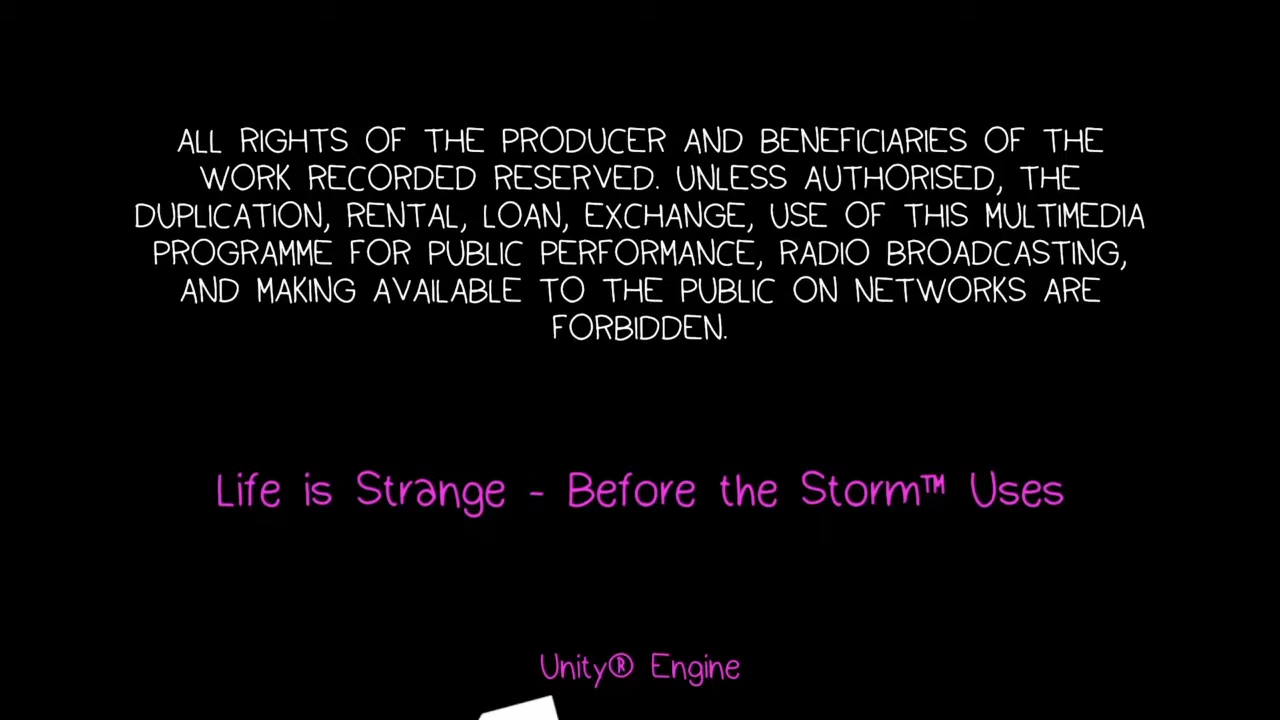 ALL RIGHTS OF THE PRODUCER AND BENEFICIARIES OF THE
WORK RECORDED RESERVED. UNLESS AUTHORISED, THE
DUPLICATION, RENTAL, LOAN, EXCHANGE, USE OF THIS MULTIMEDIA
PROGRAMME FOR PUBLIC PERFORMANCE, RADIO BROADCASTING,
AND MAKING AVAILABLE TO THE PUBLIC ON NETWORKS ARE
FORBIDDEN.
Life is Strange - Before the Storm™ Uses
Unity® Engine